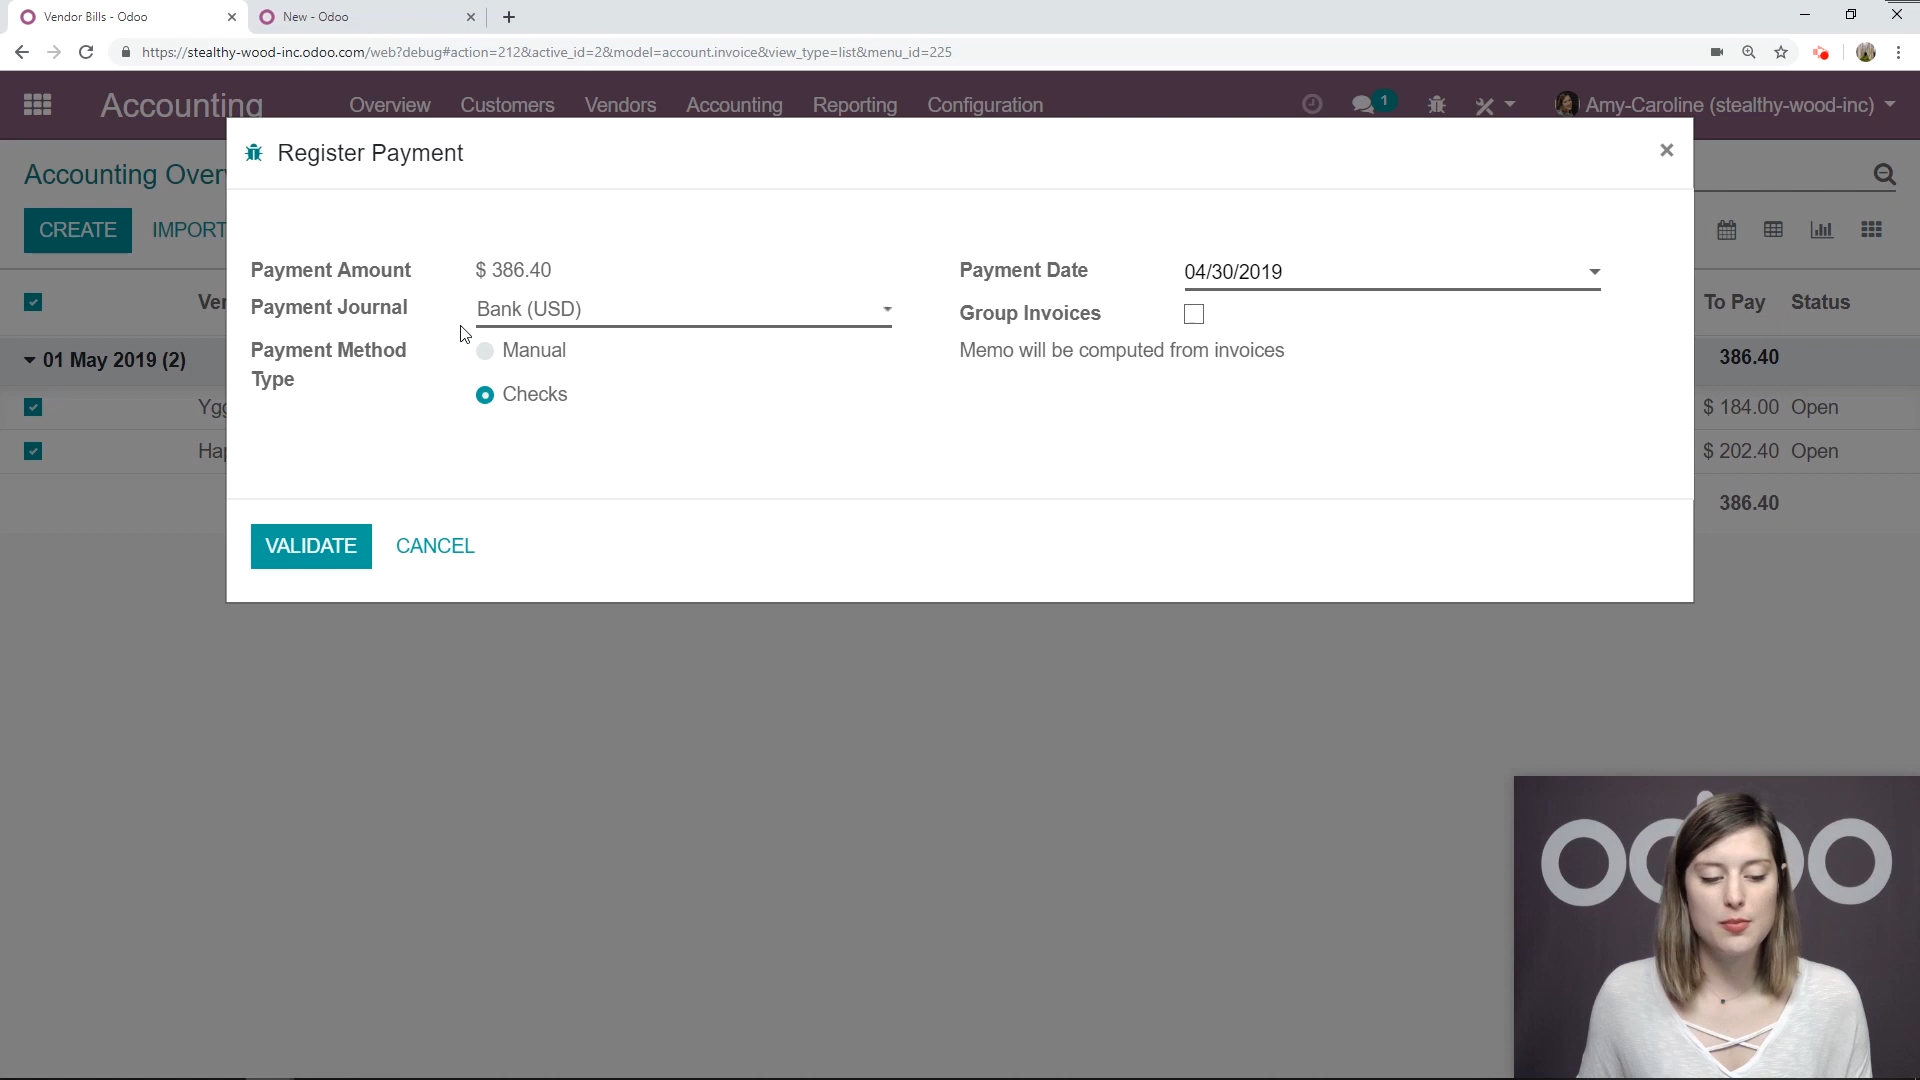 Vendor Bills - Odoo
New - Odoo
https://stealthy-wood-inc.odoo.com/web?debug#action=212&active_id=2&model=account.invoice&view_type=list&menu_id=225
Accounting
Overview
Customers
Vendors
Accounting
Reporting
Configuration
1
Amy-Caroline (stealthy-wood-inc)
Register Payment
Accounting Over
CREATE
IMPORT
Payment Amount
$ 386.40
Payment Date
04/30/2019
Payment Journal
Bank (USD)
Group Invoices
Payment Method
Type
Manual
Checks
Memo will be computed from invoices
Ver
To Pay
Status
01 May 2019 (2)
386.40
Ygg
$ 184.00
Open
Hap
$ 202.40
Open
386.40
VALIDATE
CANCEL
odoo